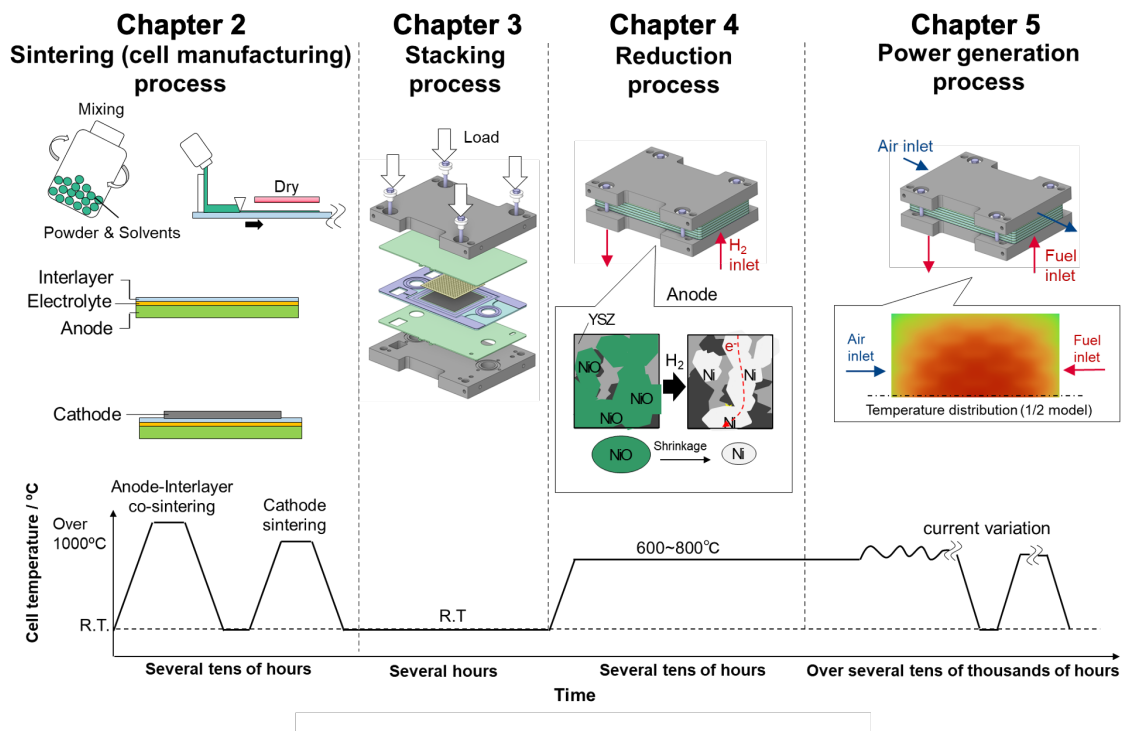 Chapter 2
Sintering (cell manufacturing)
process
Mixing
Powder & Solvents
Dry
Interlayer
Electrolyte
Anode
Cathode
Chapter 3
Stacking
process
Load
Chapter 4
Reduction
process
H2
inlet
Anode
YSZ
NiO
NiO
NiO
H2
e-
Ni
Ni
Ni
NiO
Shrinkage
Ni
Chapter 5
Power generation
process
Air inlet
Fuel
inlet
Air
inlet
Fuel
inlet
Temperature distribution (1/2 model)
Cell temperature / ºC
Over
1000ºC
R.T.
Anode-Interlayer
co-sintering
Cathode
sintering
R.T
600~800℃
current variation
Several tens of hours
Several hours
Several tens of hours
Over several tens of thousands of hours
Time